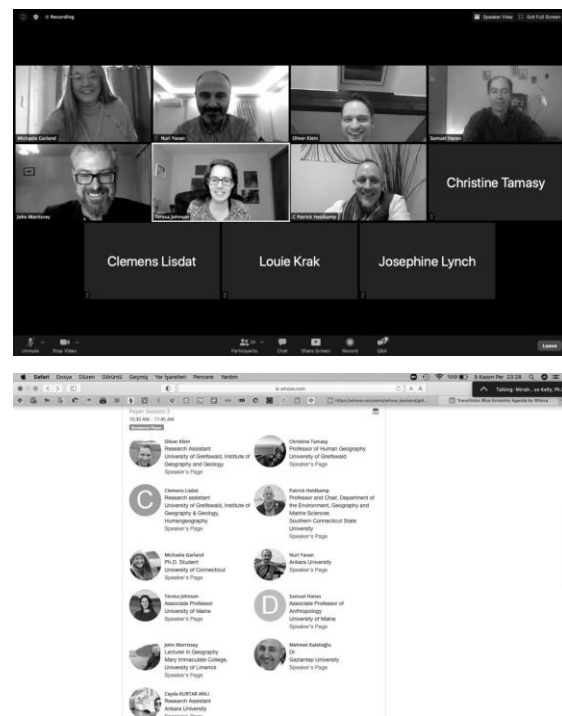 Recording
Speaker View Exit Full Screen
Michaela Garland
Nuri Yavan
Oliver Klein
Samuel Hanes
John Morrissey
Teresa Johnson
C Patrick Heidkamp
Christine Tamasy
Clemens Lisdat
Louie Krak
Josephine Lynch
Unmute
Stop Video
Participants
Chat
Share Screen
Record
Q&A
Leave
Safari Dosya Düzen Görüntü Geçmiş Yer İşaretleri Pencere Yardım
%09 5 Kasım Per 23:28
whova.com
Paper Session 3
10:30 AM - 11:45 AM
Academic Paper
Oliver Klein
Research Assistant
University of Greifswald, Institute of
Geography and Geology
Speaker's Page
Christine Tamasy
Professor of Human Geography
University of Greifswald
Speaker's Page
C
Clemens Lisdat
Research assistant
University of Greifswald, Institute of
Geography & Geology,
Humangeography
Speaker's Page
Patrick Heidkamp
Professor and Chair, Department of
the Environment, Geography and
Marine Sciences
Southern Connecticut State
University
Speaker's Page
Michaela Garland
Ph.D. Student
University of Connecticut
Speaker's Page
Nuri Yavan
Ankara University
Speaker's Page
Teresa Johnson
Associate Professor
University of Maine
Speaker's Page
D
Samuel Hanes
Associate Professor of
Anthropology
University of Maine
Speaker's Page
John Morrissey
Lecturer in Geography
Mary Immaculate College,
University of Limerick
Speaker's Page
Mehmet
Dr
Gaziantep University
Speaker's Page
Ceyda KURTAR ANLI
Research Assistant
Ankara University
Speaker's Page